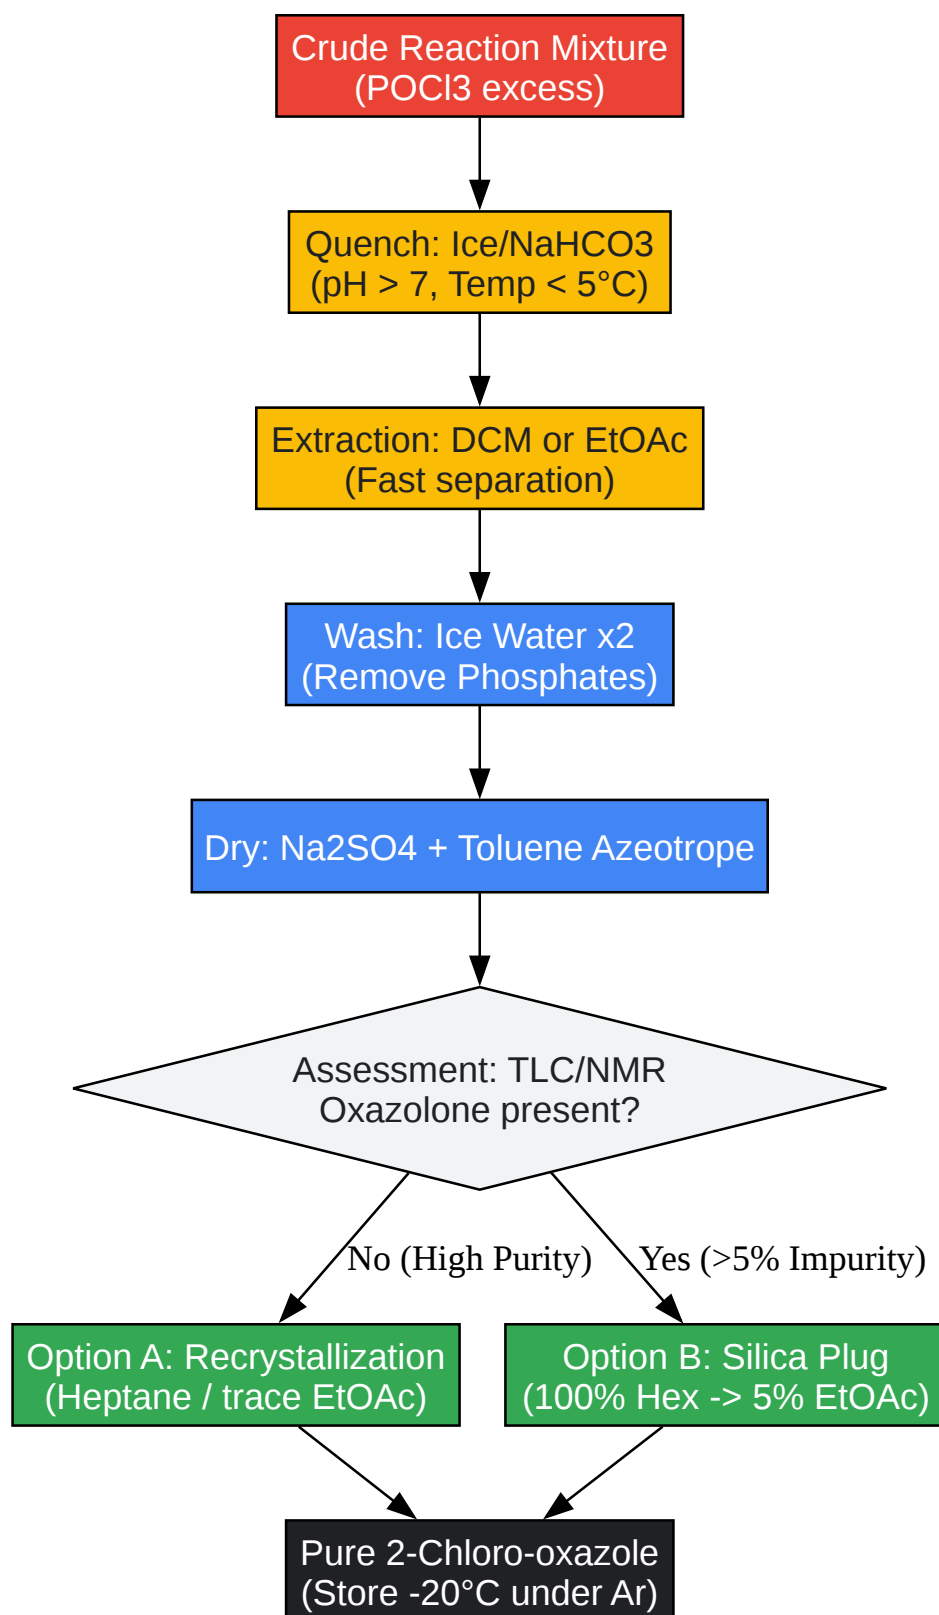 Crude Reaction Mixture
(POCl3 excess)
Quench: Ice/NaHCO3
(pH > 7, Temp < 5°C)
Extraction: DCM or EtOAc
(Fast separation)
Wash: Ice Water x2
(Remove Phosphates)
Dry: Na2SO4 + Toluene Azeotrope
Assessment: TLC/NMR
Oxazolone present?
No (High Purity)
Yes (>5% Impurity)
Option A: Recrystallization
(Heptane / trace EtOAc)
Option B: Silica Plug
(100% Hex -> 5% EtOAc)
Pure 2-Chloro-oxazole
(Store -20°C under Ar)